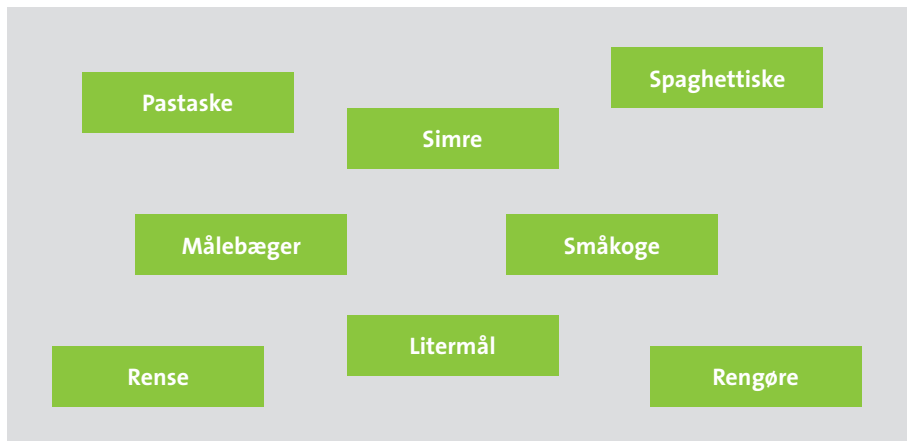 Spaghettiske
Pastaske
Simre
Målebæger
Småkoge
Litermål
Rense
Rengøre